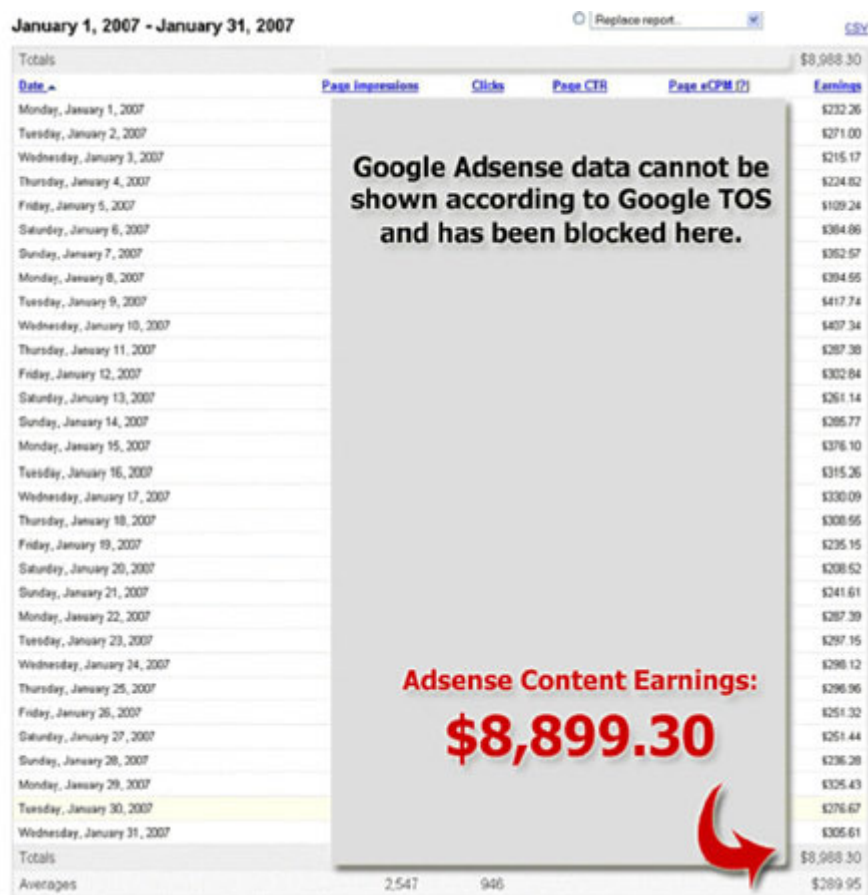 January 1, 2007 - January 31, 2007 Replace report.. CSV
Totals $8,988.30
Date Page impressions Clicks Page CTR Page eCPM [?] Earnings
Monday, January 1, 2007 $232.26
Tuesday, January 2, 2007 $271.00
Wednesday, January 3, 2007 $215.17
Thursday, January 4, 2007 $224.82
Friday, January 5, 2007 $109.24
Saturday, January 6, 2007 $384.86
Sunday, January 7, 2007 $352.57
Monday, January 8, 2007 $394.55
Tuesday, January 9, 2007 $417.74
Wednesday, January 10, 2007 $407.34
Thursday, January 11, 2007 $287.38
Friday, January 12, 2007 $302.84
Saturday, January 13, 2007 $261.14
Sunday, January 14, 2007 $285.77
Monday, January 15, 2007 $376.10
Tuesday, January 16, 2007 $315.26
Wednesday, January 17, 2007 $330.09
Thursday, January 18, 2007 $308.55
Friday, January 19, 2007 $235.15
Saturday, January 20, 2007 $208.52
Sunday, January 21, 2007 $241.61
Monday, January 22, 2007 $287.39
Tuesday, January 23, 2007 $297.15
Wednesday, January 24, 2007 $298.12
Thursday, January 25, 2007 $296.96
Friday, January 26, 2007 $251.32
Saturday, January 27, 2007 $251.44
Sunday, January 28, 2007 $236.28
Monday, January 29, 2007 $325.43
Tuesday, January 30, 2007 $276.67
Wednesday, January 31, 2007 $305.61
Totals $8,988.30
Averages 2,547 946 $289.95
Google Adsense data cannot be
shown according to Google TOS
and has been blocked here.
Adsense Content Earnings:
$8,899.30